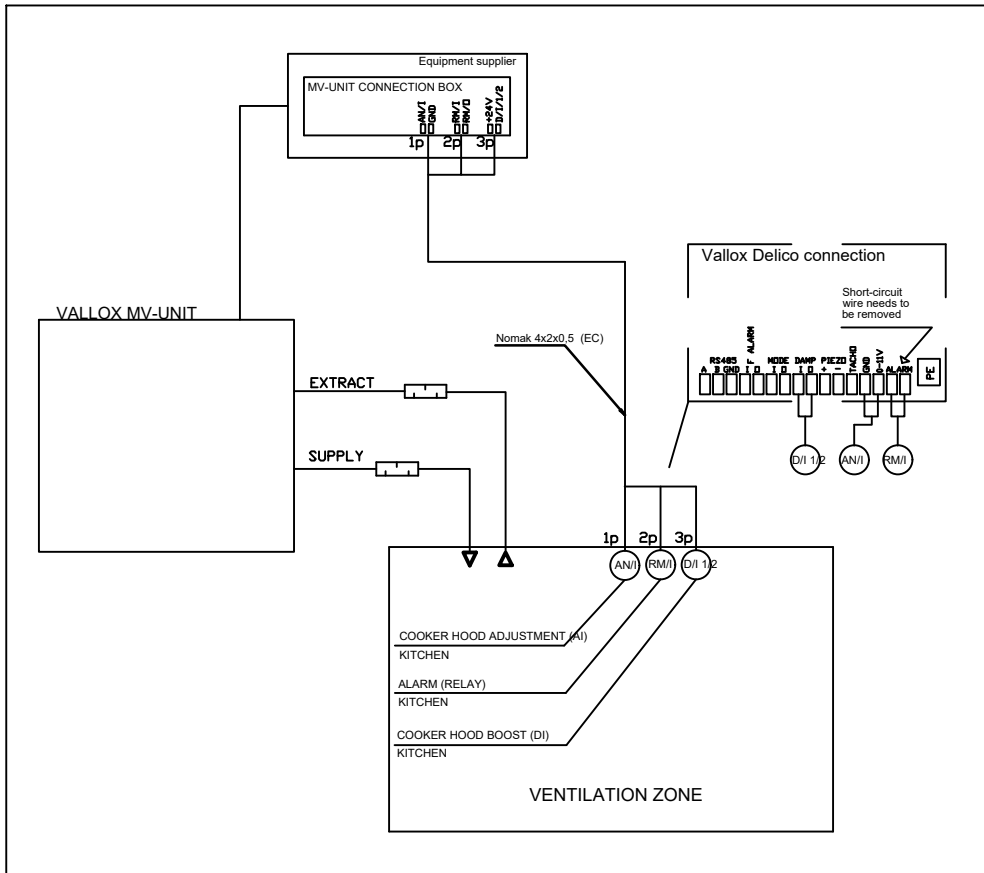 Equipment supplier
MV-UNIT CONNECTION BOX
AN/I
GND
RM/I
RM/O
+24V
D/I/1/2
1p 2p 3p
Vallox Delico connection
Short-circuit
wire needs to
be removed
VALLOX MV-UNIT
Nomak 4x2x0,5 (EC)
F ALARM
TACHO
GND
0-11V
RS485 MODE DAMP PIEZO ALARM
A B GND I O I O I O + -
PE
EXTRACT
SUPPLY
D/I 1/2 AN/I RM/I
1p 2p 3p
AN/I RM/I D/I 1/2
COOKER HOOD ADJUSTMENT (AI)
KITCHEN
ALARM (RELAY)
KITCHEN
COOKER HOOD BOOST (DI)
KITCHEN
VENTILATION ZONE